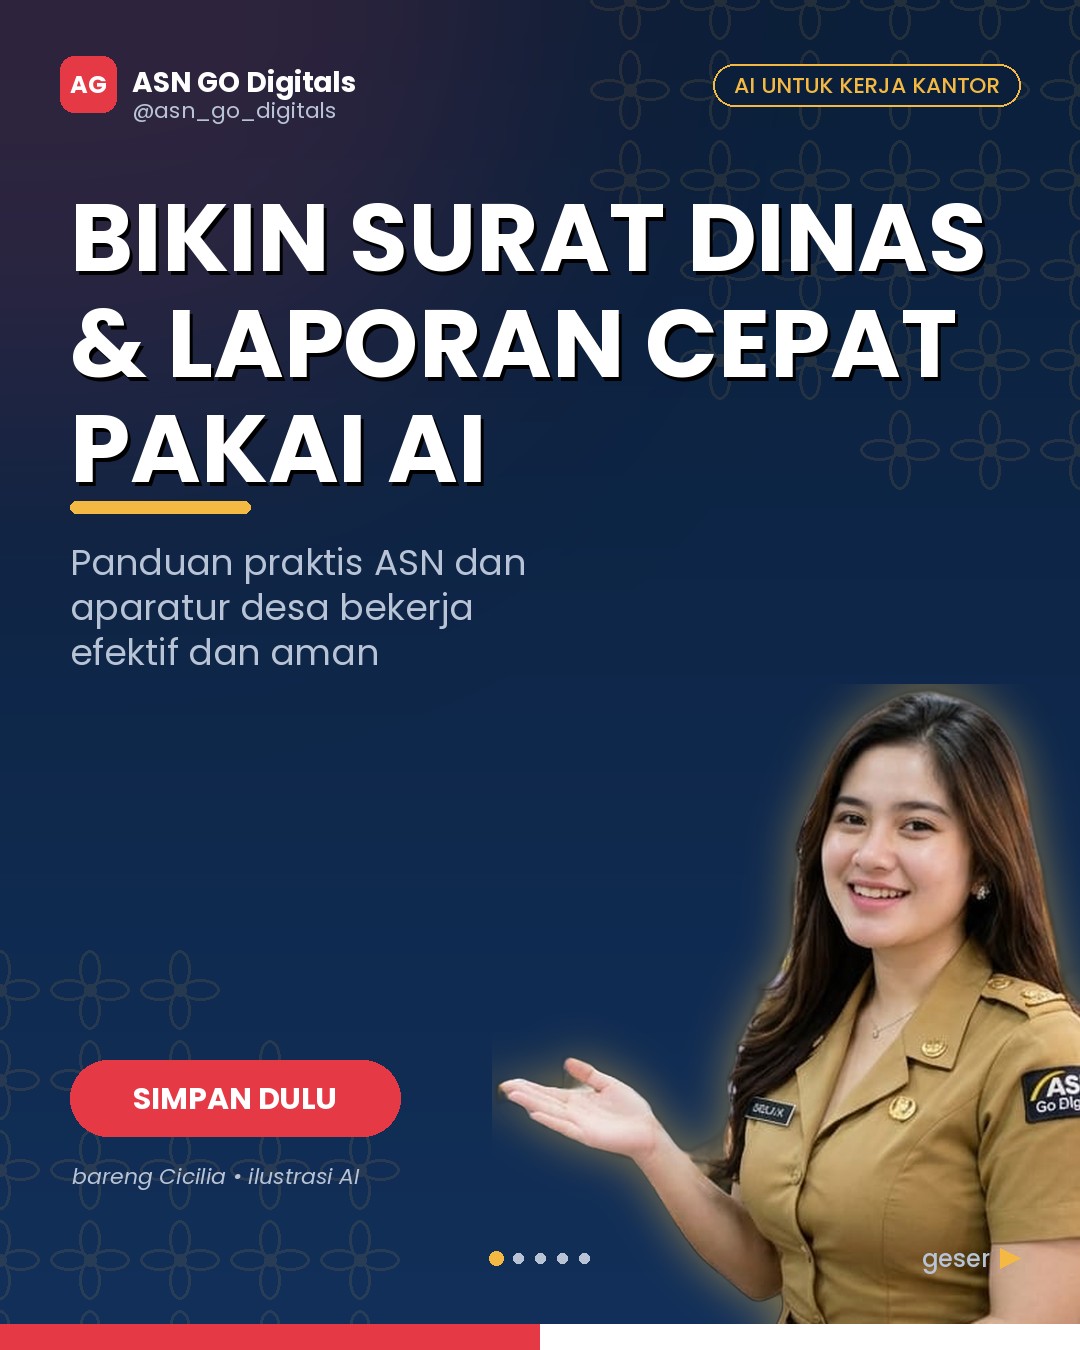 AG
ASN GO Digitals
@asn_go_digitals
AI UNTUK KERJA KANTOR
BIKIN SURAT DINAS
& LAPORAN CEPAT
PAKAI AI
Panduan praktis ASN dan
aparatur desa bekerja
efektif dan aman
SIMPAN DULU
bareng Cicilia • ilustrasi AI
geser